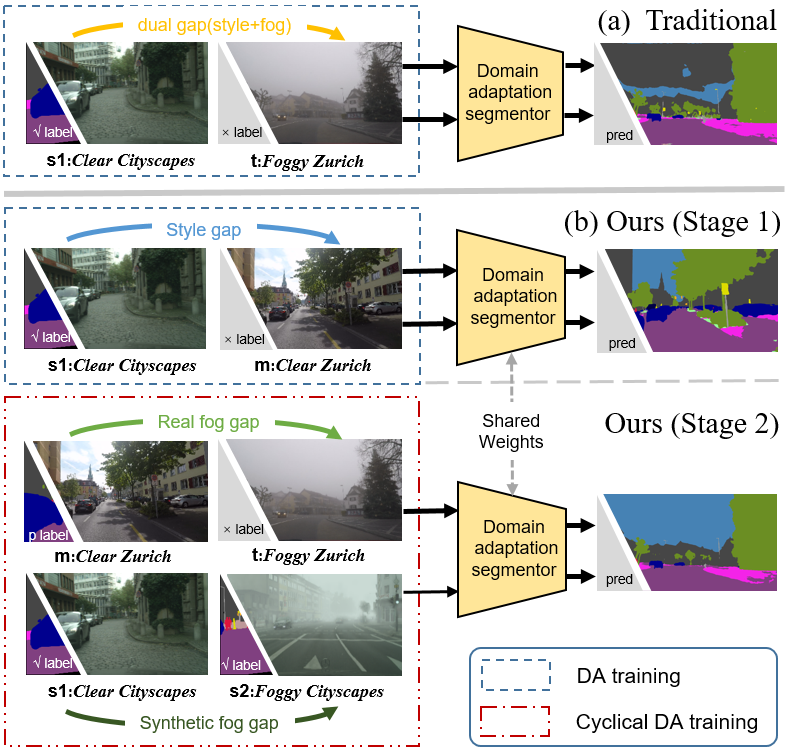 (a) Traditional
dual gap(style+fog)
√ label
× label
s1:Clear Cityscapes
t:Foggy Zurich
Domain
adaptation
segmentor
pred
(b) Ours (Stage 1)
Style gap
√ label
× label
s1:Clear Cityscapes
m:Clear Zurich
Domain
adaptation
segmentor
pred
Shared
Weights
Ours (Stage 2)
Real fog gap
p label
× label
m:Clear Zurich
t:Foggy Zurich
√ label
√ label
s1:Clear Cityscapes
s2:Foggy Cityscapes
Synthetic fog gap
Domain
adaptation
segmentor
pred
DA training
Cyclical DA training